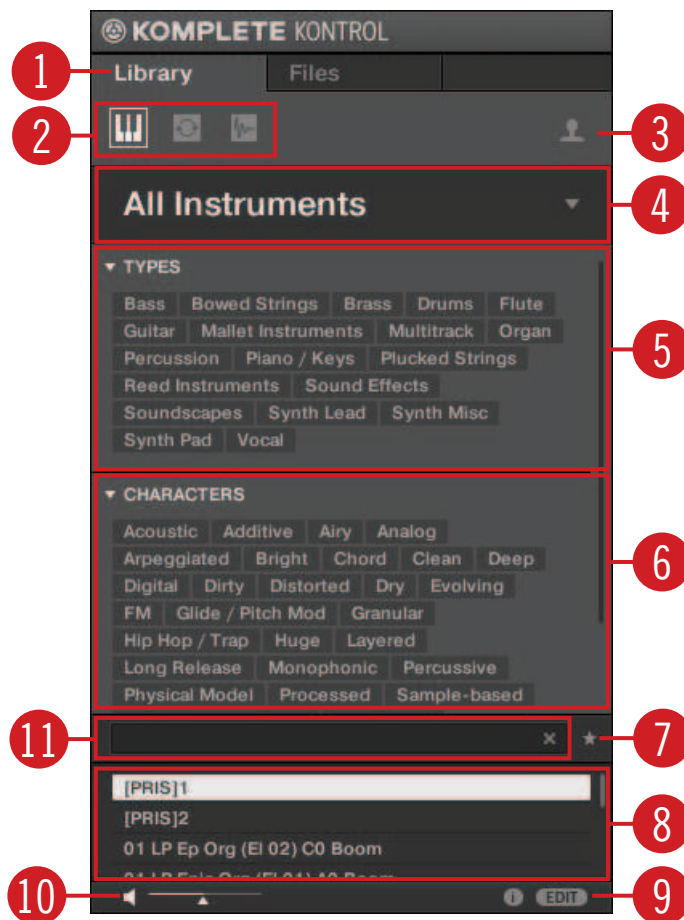 KOMPLETE KONTROL
1 Library Files
2 3
All Instruments 4
TYPES
Bass Bowed Strings Brass Drums Flute
Guitar Mallet Instruments Multitrack Organ
Percussion Piano / Keys Plucked Strings 5
Reed Instruments Sound Effects
Soundscapes Synth Lead Synth Misc
Synth Pad Vocal
CHARACTERS
Acoustic Additive Airy Analog
Arpeggiated Bright Chord Clean Deep
Digital Dirty Distorted Dry Evolving 6
FM Glide / Pitch Mod Granular
Hip Hop / Trap Huge Layered
Long Release Monophonic Percussive
Physical Model Processed Sample-based
11 7
[PRIS]1
[PRIS]2 8
01 LP Ep Org (El 02) C0 Boom
10 EDIT 9